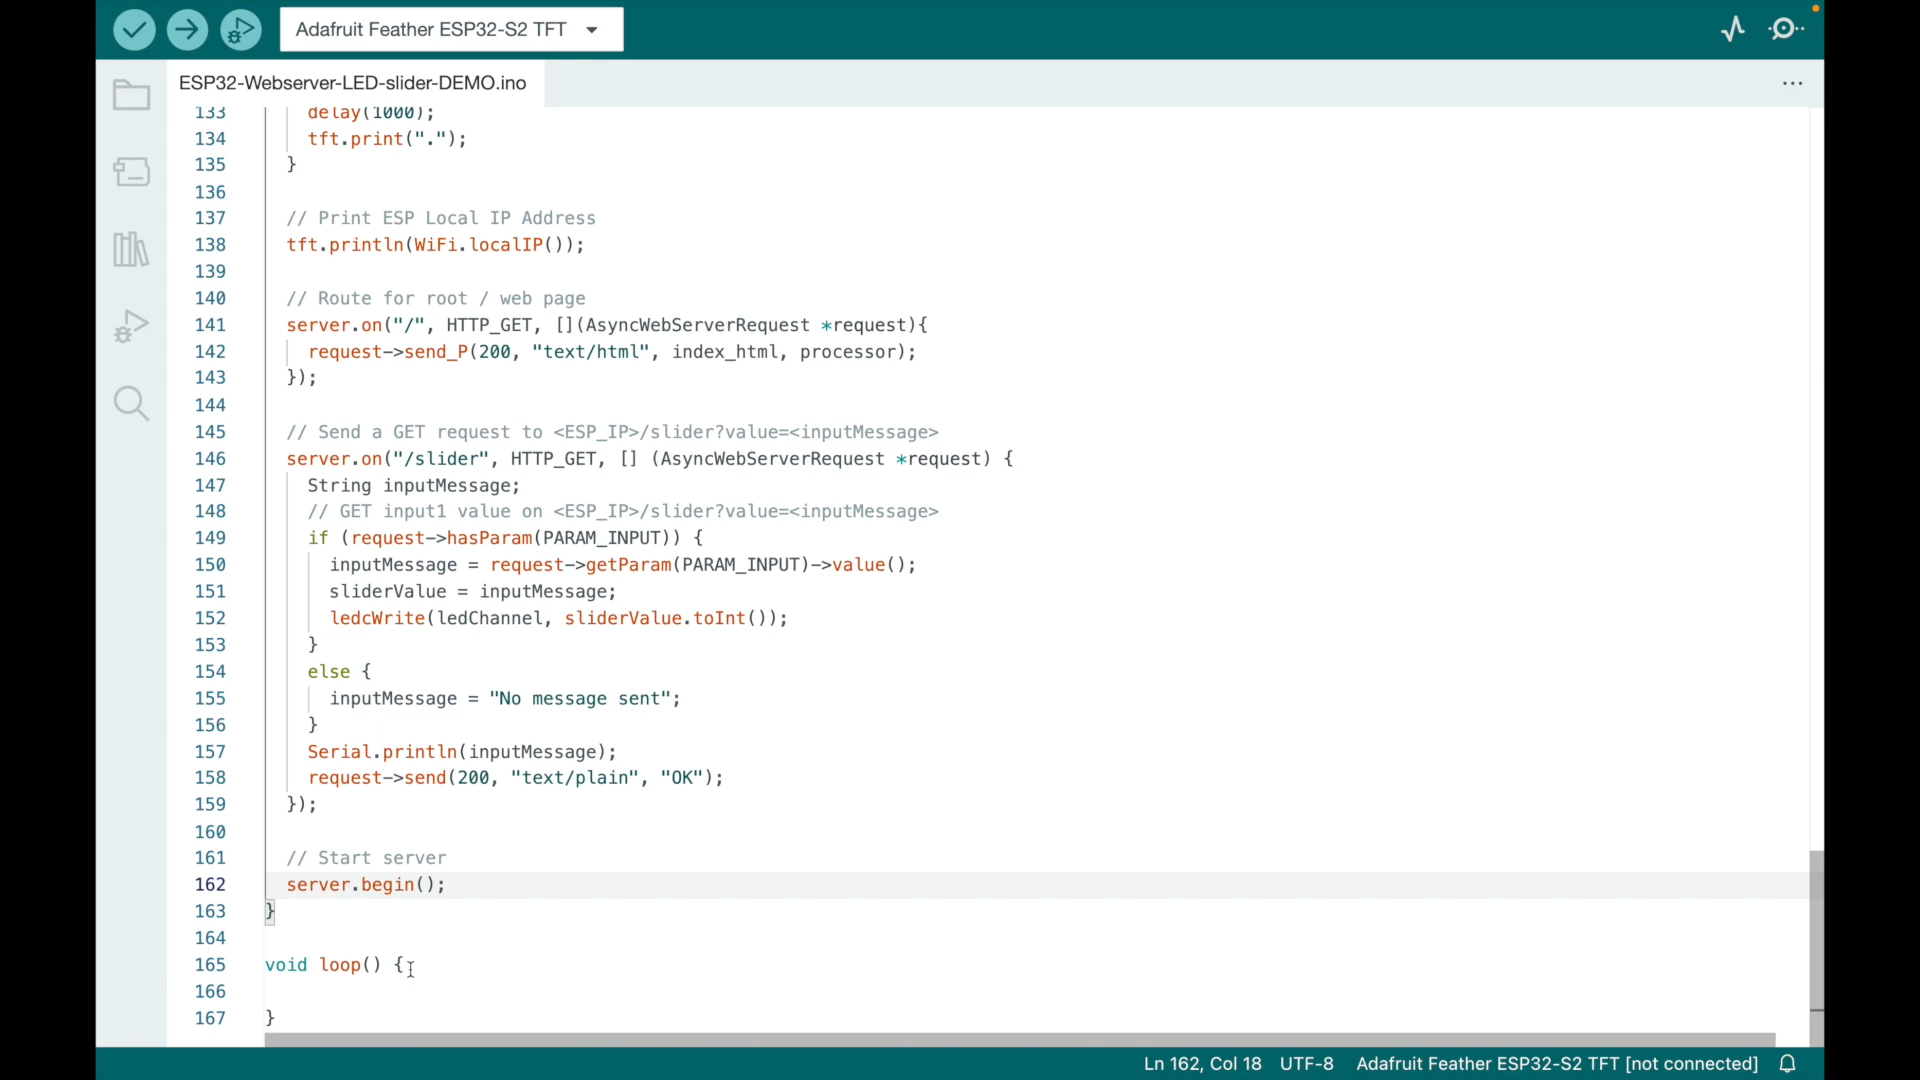 Adafruit Feather ESP32-S2 TFT
ESP32-Webserver-LED-slider-DEMO.ino
133 delay(1000);
134 tft.print(".");
135 }
136
137 // Print ESP Local IP Address
138 tft.println(WiFi.localIP());
139
140 // Route for root / web page
141 server.on("/", HTTP_GET, [](AsyncWebServerRequest *request){
142 request->send_P(200, "text/html", index_html, processor);
143 });
144
145 // Send a GET request to <ESP_IP>/slider?value=<inputMessage>
146 server.on("/slider", HTTP_GET, [] (AsyncWebServerRequest *request) {
147 String inputMessage;
148 // GET input1 value on <ESP_IP>/slider?value=<inputMessage>
149 if (request->hasParam(PARAM_INPUT)) {
150 inputMessage = request->getParam(PARAM_INPUT)->value();
151 sliderValue = inputMessage;
152 ledcWrite(ledChannel, sliderValue.toInt());
153 }
154 else {
155 inputMessage = "No message sent";
156 }
157 Serial.println(inputMessage);
158 request->send(200, "text/plain", "OK");
159 });
160
161 // Start server
162 server.begin();
163 }
164
165 void loop() {
166
167 }
Ln 162, Col 18 UTF-8 Adafruit Feather ESP32-S2 TFT [not connected]